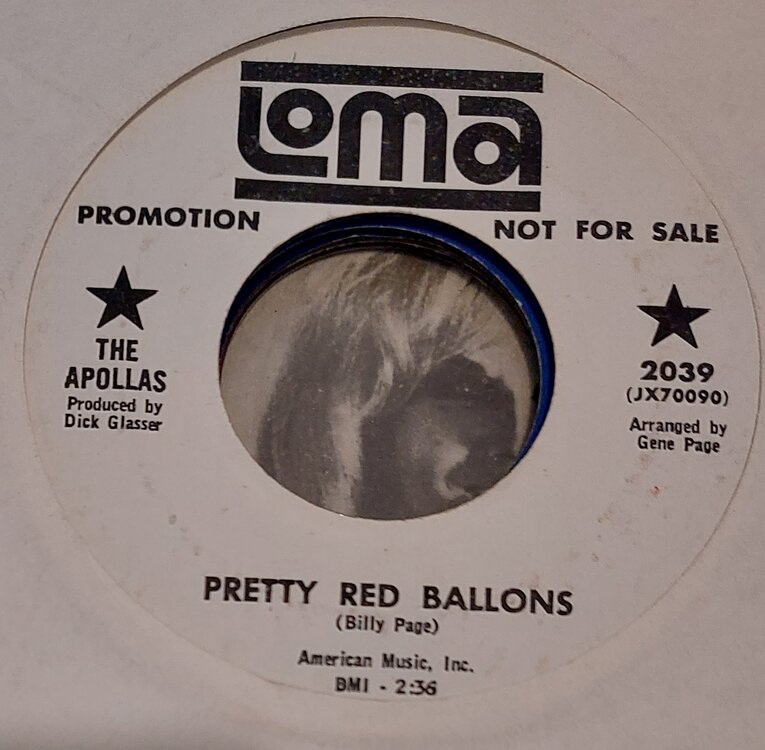 Loma
PROMOTION
NOT FOR SALE
THE
APOLLAS
Produced by
Dick Glasser
2039
(JX70090)
Arranged by
Gene Page
PRETTY RED BALLONS
(Billy Page)
American Music, Inc.
BMI - 2:36